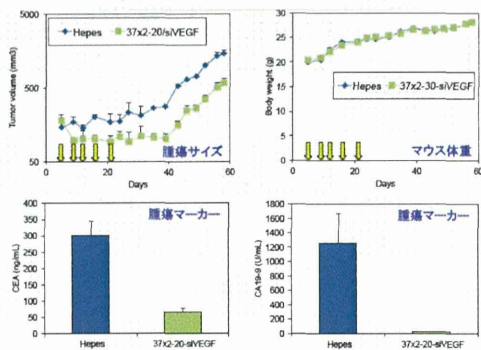 5000
500
50
Tumor volume (mm3)
Hepes
37x2-20/siVEGF
0
20
40
60
Days
腫瘍サイズ
30
25
20
15
10
5
0
Body weight (g)
Hepes
37x2-30-siVEGF
0
20
40
60
Days
マウス体重
400
350
300
250
200
150
100
50
0
CEA (ng/mL)
腫瘍マーカー
Hepes
37x2-20-siVEGF
1800
1600
1400
1200
1000
800
600
400
200
0
CA19-9 (U/mL)
腫瘍マーカー
Hepes
37x2-20-siVEGF